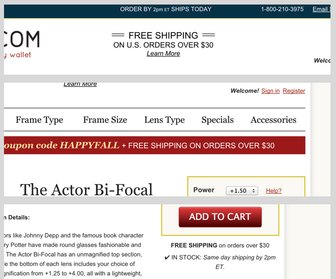 ORDER BY 2pm ET SHIPS TODAY 1-800-210-3975 Email
.COM
wallet
FREE SHIPPING
ON U.S. ORDERS OVER $30
Learn More
Learn More
Welcome! Sign in Register
Frame Type Frame Size Lens Type Specials Accessories
coupon code HAPPYFALL + FREE SHIPPING ON ORDERS OVER $30
The Actor Bi-Focal
Power +1.50 Help?
Details:
ADD TO CART
ors like Johnny Depp and the famous book character
ry Potter have made round glasses fashionable and
The Actor Bi-Focal has an unmagnified top section,
e the bottom of each lens includes your choice of
gnification +1.25 to +4.00, all with a lightweight,
FREE SHIPPING on orders over $30
✔ IN STOCK: Same day shipping by 2pm
ET.